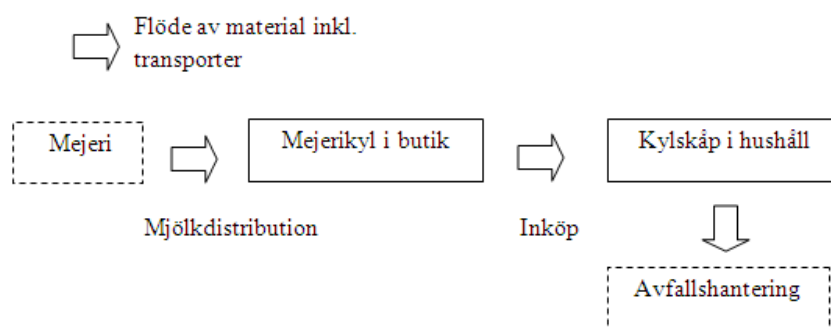 Flöde av material inkl.
transporter
Mejeri
Mejerikyl i butik
Kylskåp i hushåll
Mjölkdistribution
Inköp
Avfallshantering